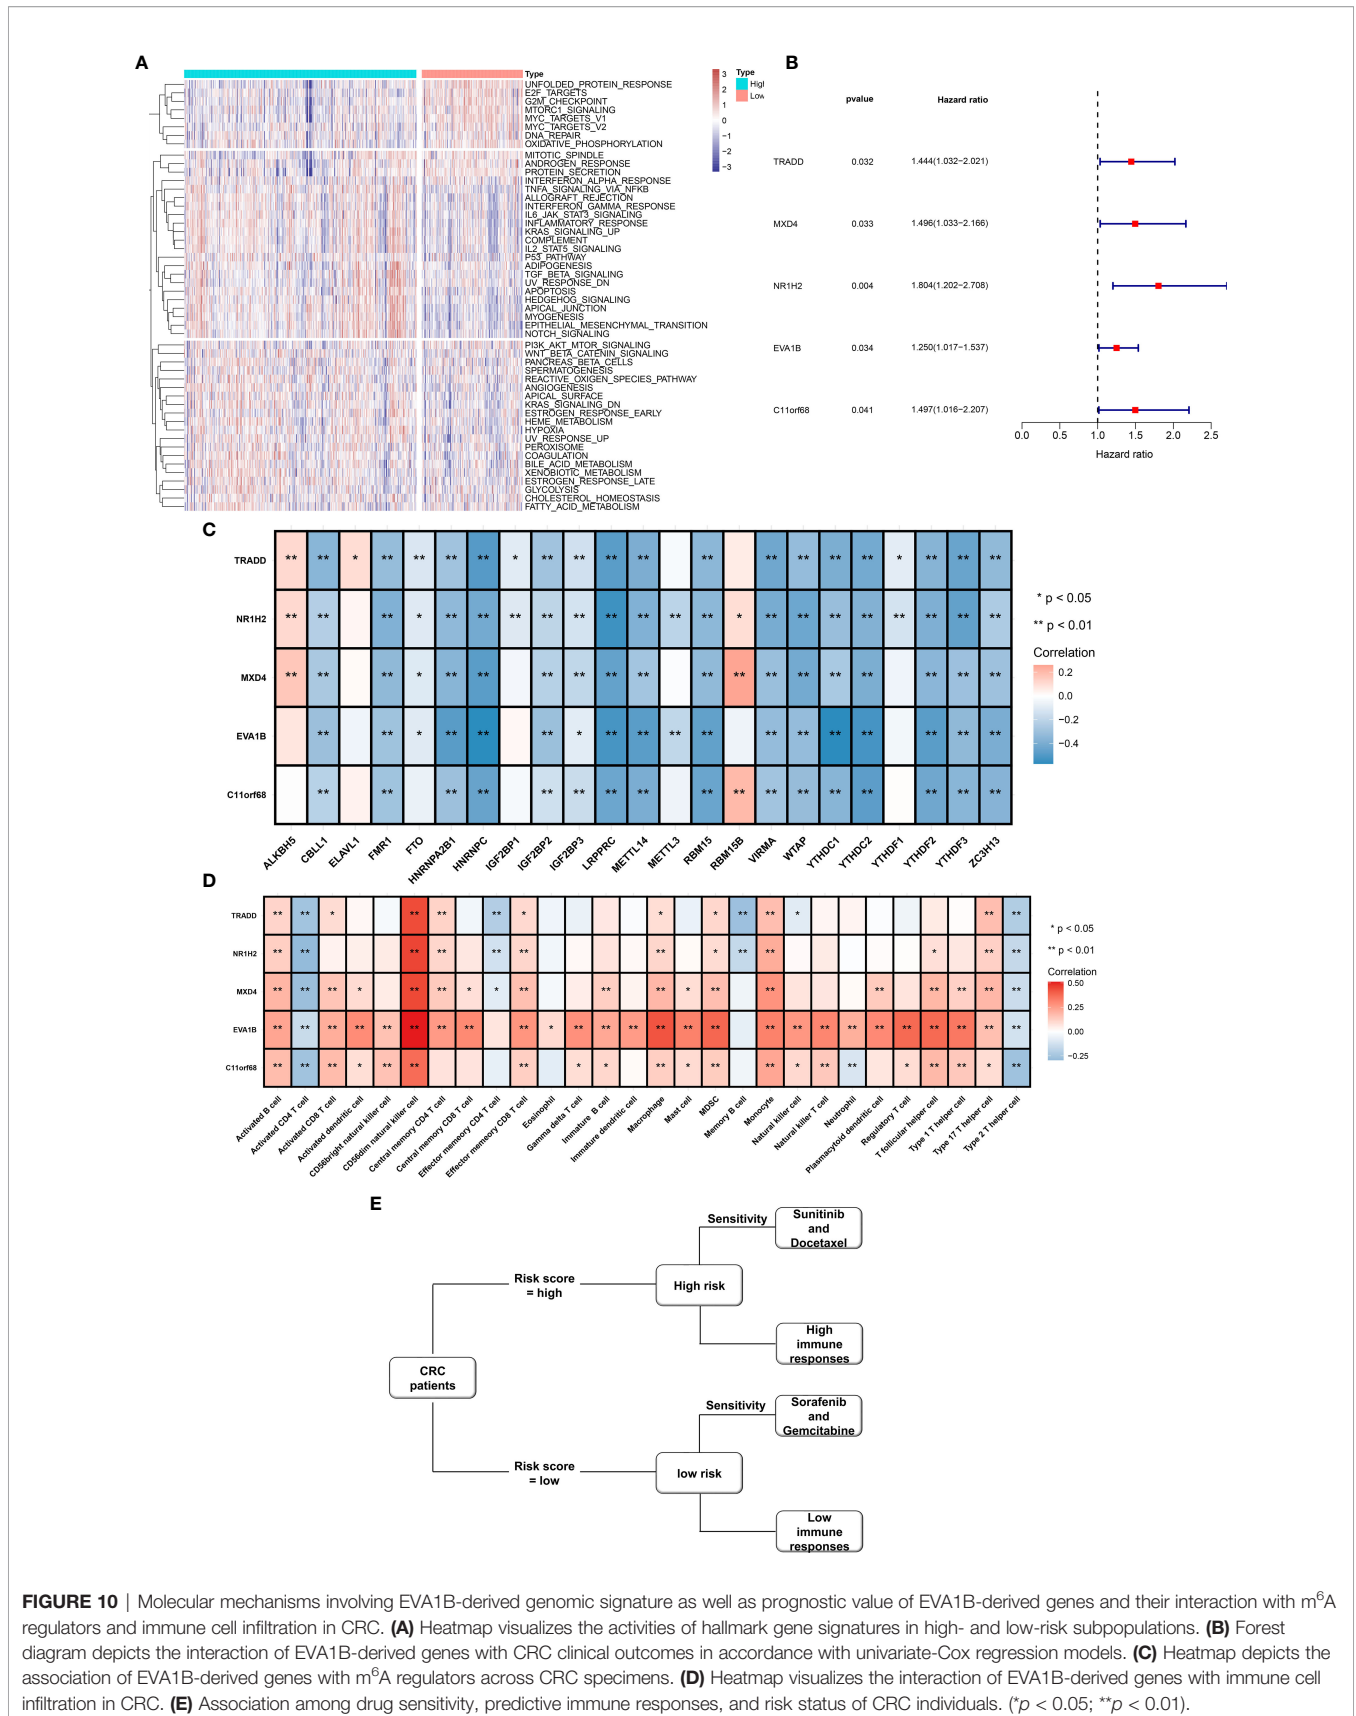 A
Type
UNFOLDED_PROTEIN_RESPONSE
E2F_TARGETS
G2M_CHECKPOINT
MTORC1_SIGNALING
MYC_TARGETS_V1
MYC_TARGETS_V2
DNA_REPAIR
OXIDATIVE_PHOSPHORYLATION
MITOTIC_SPINDLE
ANDROGEN_RESPONSE
PROTEIN_SECRETION
INTERFERON_ALPHA_RESPONSE
TNFA_SIGNALING_VIA_NFKB
ALLOGRAFT_REJECTION
INTERFERON_GAMMA_RESPONSE
IL6_JAK_STAT3_SIGNALING
INFLAMMATORY_RESPONSE
KRAS_SIGNALING_UP
COMPLEMENT
IL2_STAT5_SIGNALING
P53_PATHWAY
ADIPOGENESIS
TGF_BETA_SIGNALING
UV_RESPONSE_DN
APOPTOSIS
HEDGEHOG_SIGNALING
APICAL_JUNCTION
MYOGENESIS
EPITHELIAL_MESENCHYMAL_TRANSITION
NOTCH_SIGNALING
PI3K_AKT_MTOR_SIGNALING
WNT_BETA_CATENIN_SIGNALING
PANCREAS_BETA_CELLS
SPERMATOGENESIS
REACTIVE_OXIGEN_SPECIES_PATHWAY
ANGIOGENESIS
APICAL_SURFACE
KRAS_SIGNALING_DN
ESTROGEN_RESPONSE_EARLY
HEME_METABOLISM
HYPOXIA
UV_RESPONSE_UP
PEROXISOME
COAGULATION
BILE_ACID_METABOLISM
XENOBIOTIC_METABOLISM
ESTROGEN_RESPONSE_LATE
GLYCOLYSIS
CHOLESTEROL_HOMEOSTASIS
FATTY_ACID_METABOLISM
3
2
1
0
−1
−2
−3
Type
High
Low
B
pvalue Hazard ratio
TRADD 0.032 1.444(1.032−2.021)
MXD4 0.033 1.496(1.033−2.166)
NR1H2 0.004 1.804(1.202−2.708)
EVA1B 0.034 1.250(1.017−1.537)
C11orf68 0.041 1.497(1.016−2.207)
0.0 0.5 1.0 1.5 2.0 2.5
Hazard ratio
C
TRADD ** ** * ** ** ** ** * ** ** ** ** ** ** ** ** ** * ** ** **
NR1H2 ** ** ** * ** ** ** ** ** ** ** ** ** * ** ** ** ** ** ** ** **
MXD4 ** ** ** * ** ** ** ** ** ** ** ** ** ** ** ** ** ** **
EVA1B ** ** * ** ** ** * ** ** ** ** ** ** ** ** ** ** **
C11orf68 ** ** ** ** ** ** ** ** ** ** ** ** ** ** ** ** **
ALKBH5 CBLL1 ELAVL1 FMR1 FTO HNRNPA2B1 HNRNPC IGF2BP1 IGF2BP2 IGF2BP3 LRPPRC METTL14 METTL3 RBM15 RBM15B VIRMA WTAP YTHDC1 YTHDC2 YTHDF1 YTHDF2 YTHDF3 ZC3H13
* p < 0.05
** p < 0.01
Correlation
0.2
0.0
−0.2
−0.4
D
TRADD ** ** * ** ** ** * * * ** ** * ** **
NR1H2 ** ** ** ** ** ** ** * ** ** * ** **
MXD4 ** ** ** * ** ** ** * * ** ** ** * ** ** ** ** ** ** **
EVA1B ** ** ** ** ** ** ** ** ** * ** ** ** ** ** ** ** ** ** ** ** ** ** ** ** **
C11orf68 ** ** ** * ** ** ** * * ** * ** ** * ** ** * ** ** * **
Activated B cell
Activated CD4 T cell
Activated CD8 T cell
Activated dendritic cell
CD56bright natural killer cell
CD56dim natural killer cell
Central memory CD4 T cell
Central memory CD8 T cell
Effector memory CD4 T cell
Effector memory CD8 T cell
Eosinophil
Gamma delta T cell
Immature B cell
Immature dendritic cell
Macrophage
Mast cell
MDSC
Memory B cell
Monocyte
Natural killer cell
Natural killer T cell
Neutrophil
Plasmacytoid dendritic cell
Regulatory T cell
T follicular helper cell
Type 1 T helper cell
Type 17 T helper cell
Type 2 T helper cell
* p < 0.05
** p < 0.01
Correlation
0.50
0.25
0.00
−0.25
E
CRC
patients
Risk score
= high
High risk
Sensitivity
Sunitinib
and
Docetaxel
High
immune
responses
Risk score
= low
low risk
Sensitivity
Sorafenib
and
Gemcitabine
Low
immune
responses
FIGURE 10 | Molecular mechanisms involving EVA1B-derived genomic signature as well as prognostic value of EVA1B-derived genes and their interaction with m⁶A
regulators and immune cell infiltration in CRC. (A) Heatmap visualizes the activities of hallmark gene signatures in high- and low-risk subpopulations. (B) Forest
diagram depicts the interaction of EVA1B-derived genes with CRC clinical outcomes in accordance with univariate-Cox regression models. (C) Heatmap depicts the
association of EVA1B-derived genes with m⁶A regulators across CRC specimens. (D) Heatmap visualizes the interaction of EVA1B-derived genes with immune cell
infiltration in CRC. (E) Association among drug sensitivity, predictive immune responses, and risk status of CRC individuals. (*p < 0.05; **p < 0.01).